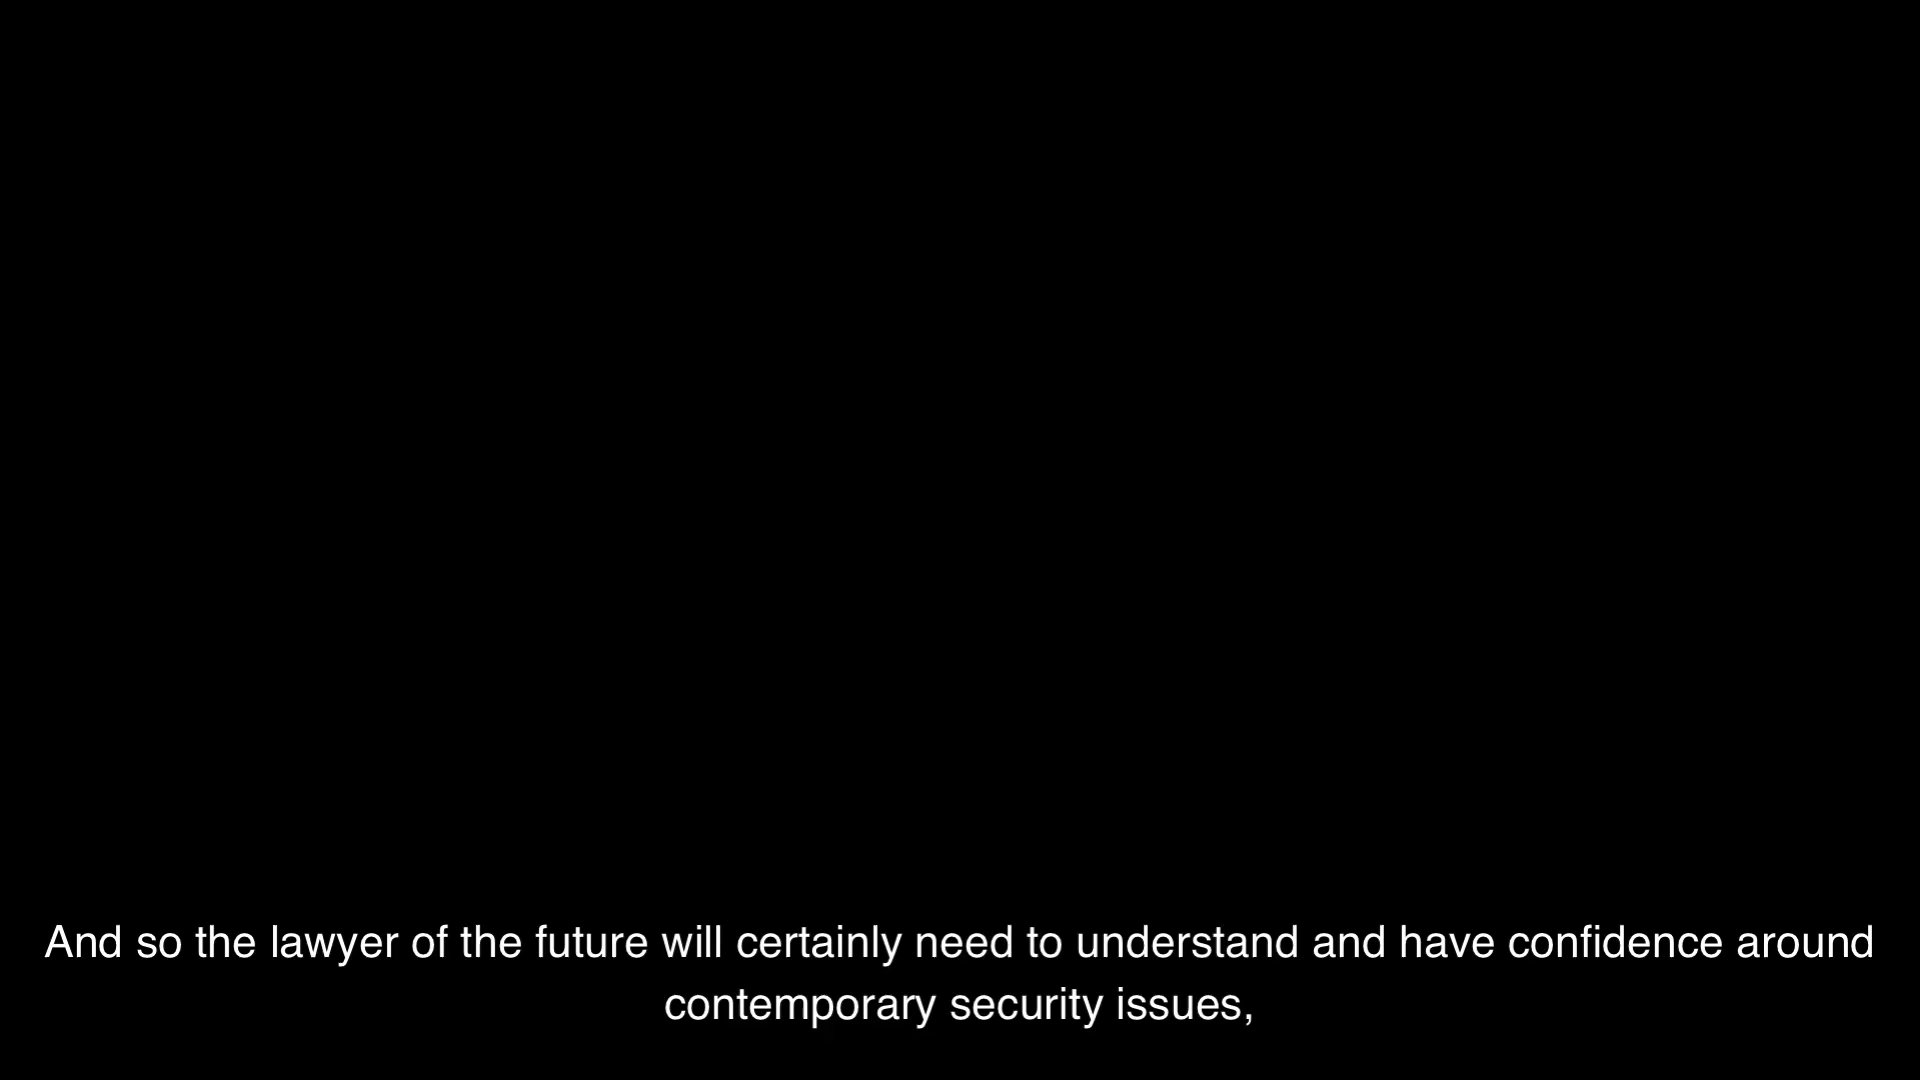 And so the lawyer of the future will certainly need to understand and have confidence around
contemporary security issues,